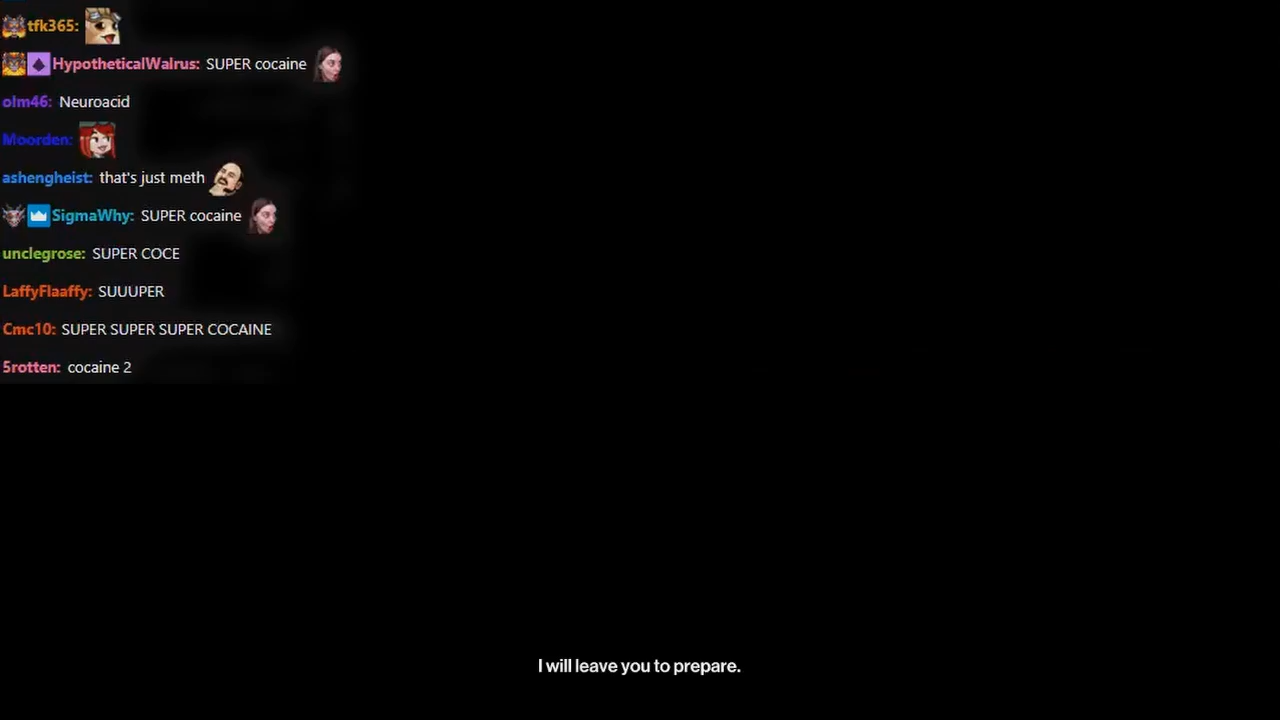 tfk365:
HypotheticalWalrus: SUPER cocaine
olm46: Neuroacid
Moorden:
ashengheist: that's just meth
SigmaWhy: SUPER cocaine
unclegrose: SUPER COCE
LaffyFlaaffy: SUUUPER
Cmc10: SUPER SUPER SUPER COCAINE
5rotten: cocaine 2
I will leave you to prepare.